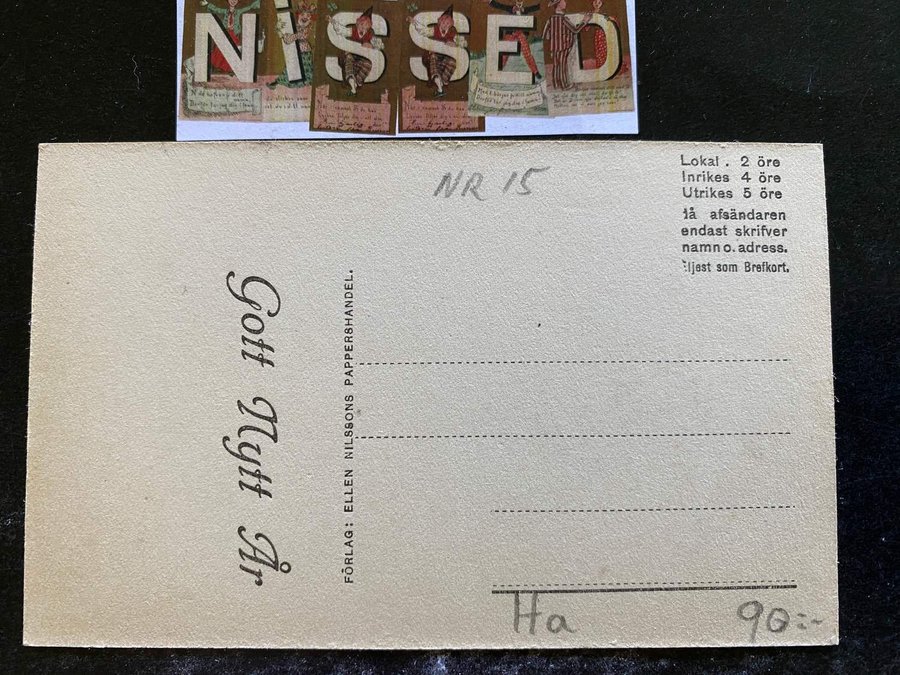 NiSSED
NR 15
Lokal . 2 öre
Inrikes 4 öre
Utrikes 5 öre
då afsändaren
endast skrifver
namn o. adress.
Eljest som Brefkort.
Gott Nytt År
FÖRLAG: ELLEN NILSSONS PAPPERSHANDEL.
Ha
90:-